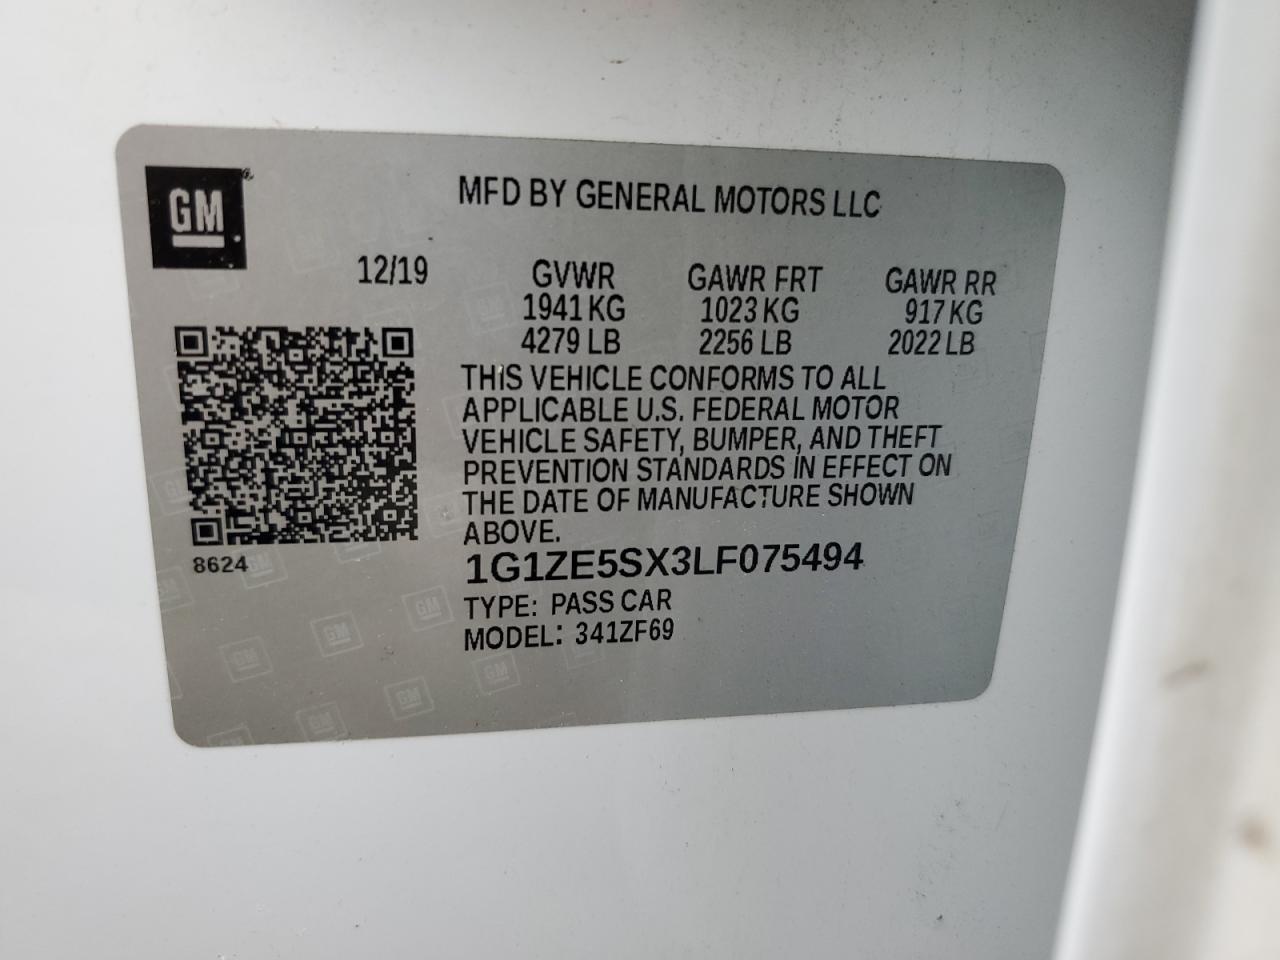 GM
MFD BY GENERAL MOTORS LLC
12/19
GVWR GAWR FRT GAWR RR
1941 KG 1023 KG 917 KG
4279 LB 2256 LB 2022 LB
THIS VEHICLE CONFORMS TO ALL
APPLICABLE U.S. FEDERAL MOTOR
VEHICLE SAFETY, BUMPER, AND THEFT
PREVENTION STANDARDS IN EFFECT ON
THE DATE OF MANUFACTURE SHOWN
ABOVE.
8624
1G1ZE5SX3LF075494
TYPE: PASS CAR
MODEL: 341ZF69